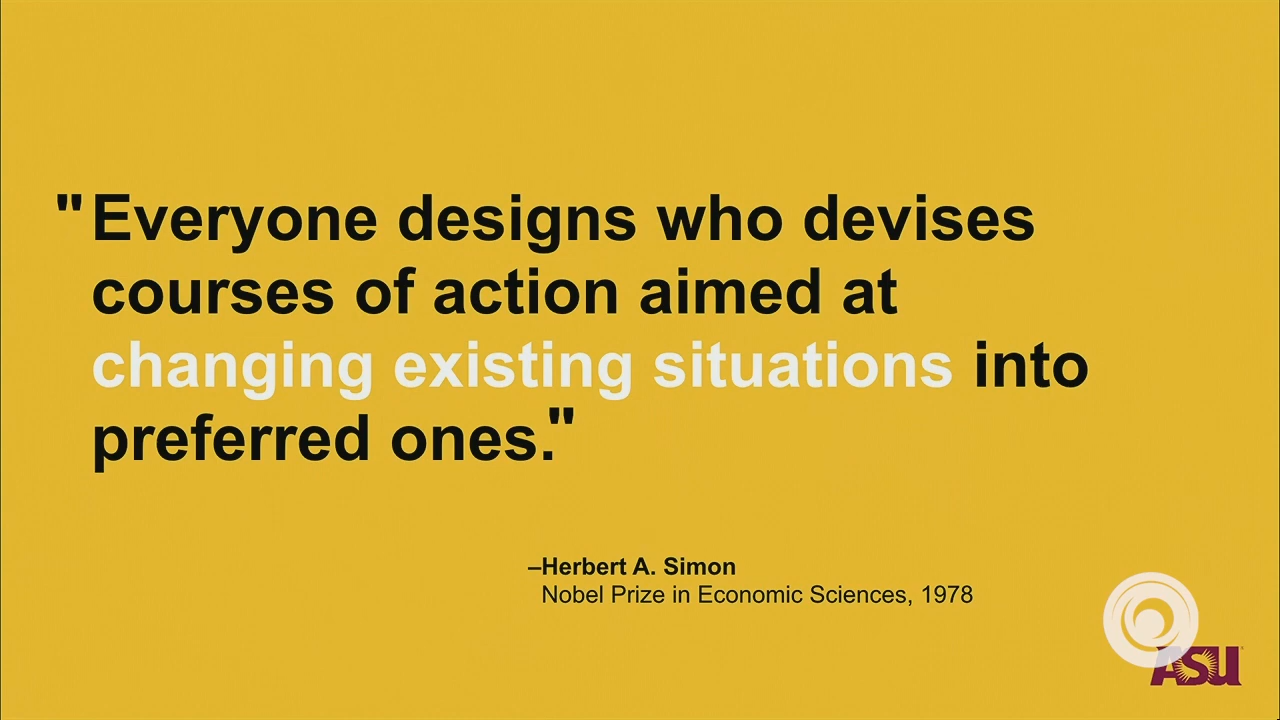 "Everyone designs who devises
courses of action aimed at
changing existing situations into
preferred ones."
–Herbert A. Simon
Nobel Prize in Economic Sciences, 1978
ASU